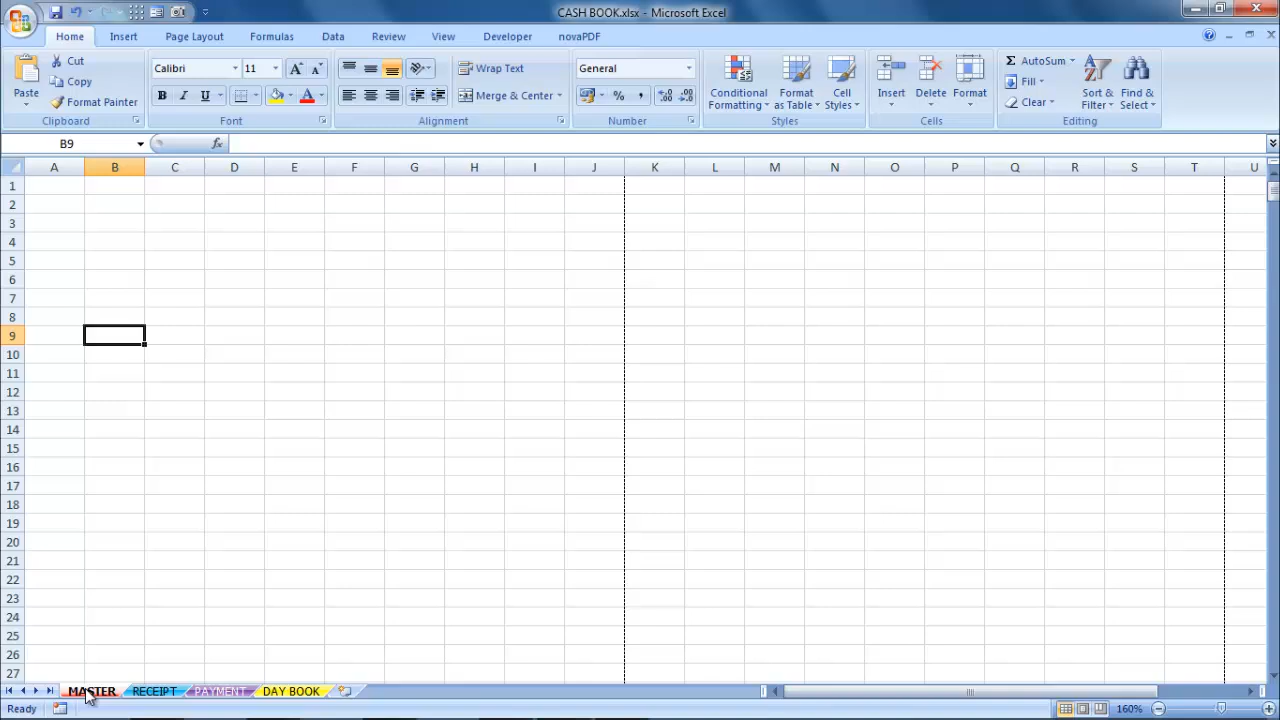 CASH BOOK.xlsx - Microsoft Excel
Home Insert Page Layout Formulas Data Review View Developer novaPDF
Paste Cut Copy Format Painter Clipboard
Calibri 11 A A B I U A Font
Wrap Text Merge & Center Alignment
General % , .0 .00 .00 .0 Number
Conditional Formatting Format as Table Cell Styles Styles
Insert Delete Format Cells
Σ AutoSum Fill Clear Sort & Filter Find & Select Editing
B9 fx
A B C D E F G H I J K L M N O P Q R S T U
1
2
3
4
5
6
7
8
9
10
11
12
13
14
15
16
17
18
19
20
21
22
23
24
25
26
27
MASTER RECEIPT PAYMENT DAY BOOK
Ready 160%